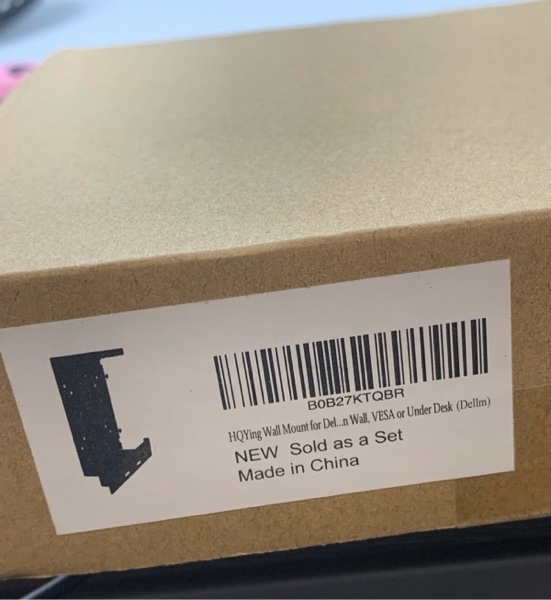 B0B27KTQBR
HQYing Wall Mount for Del...n Wall, VESA or Under Desk (Dellm)
NEW Sold as a Set
Made in China